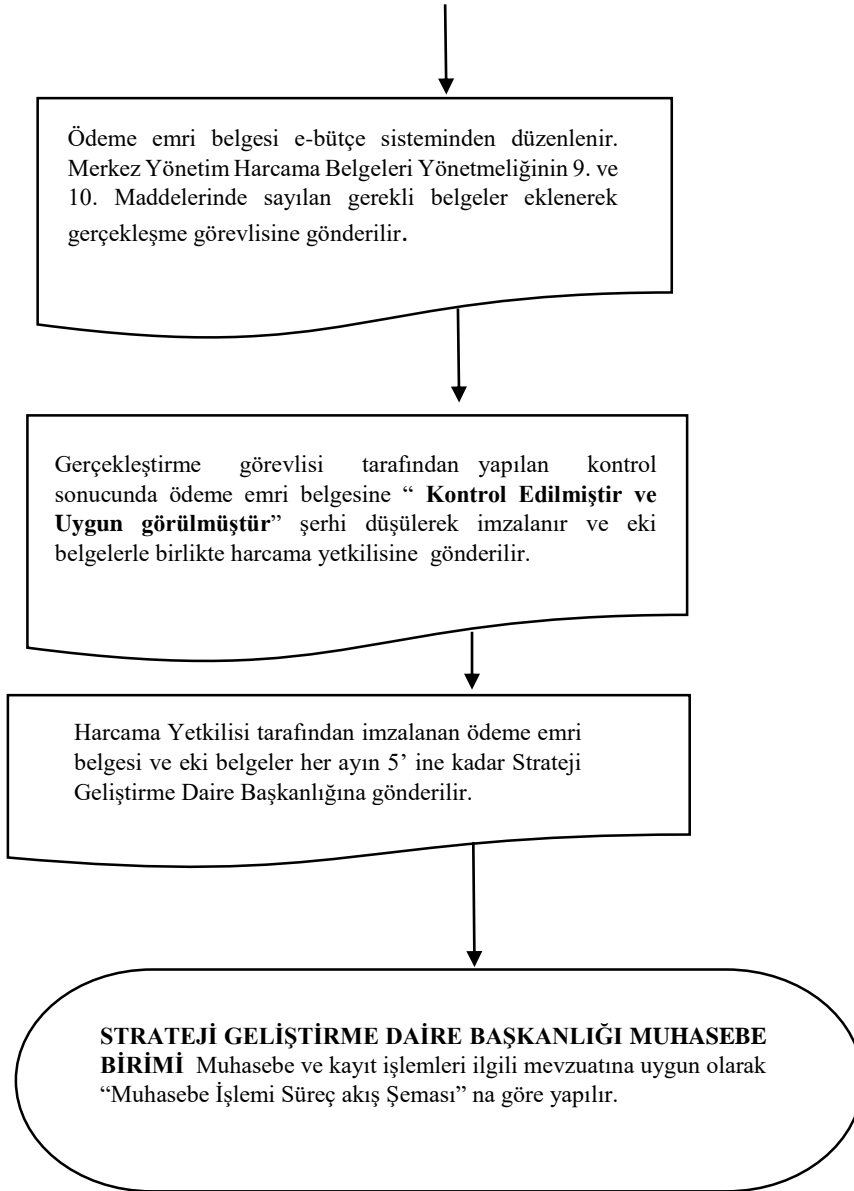 Ödeme emri belgesi e-bütçe sisteminden düzenlenir.
Merkez Yönetim Harcama Belgeleri Yönetmeliğinin 9. ve
10. Maddelerinde sayılan gerekli belgeler eklenerek
gerçekleşme görevlisine gönderilir.
Gerçekleştirme görevlisi tarafından yapılan kontrol
sonucunda ödeme emri belgesine “ Kontrol Edilmiştir ve
Uygun görülmüştür” şerhi düşülerek imzalanır ve eki
belgelerle birlikte harcama yetkilisine gönderilir.
Harcama Yetkilisi tarafından imzalanan ödeme emri
belgesi ve eki belgeler her ayın 5’ ine kadar Strateji
Geliştirme Daire Başkanlığına gönderilir.
STRATEJİ GELİŞTİRME DAİRE BAŞKANLIĞI MUHASEBE
BİRİMİ Muhasebe ve kayıt işlemleri ilgili mevzuatına uygun olarak
“Muhasebe İşlemi Süreç akış Şeması” na göre yapılır.